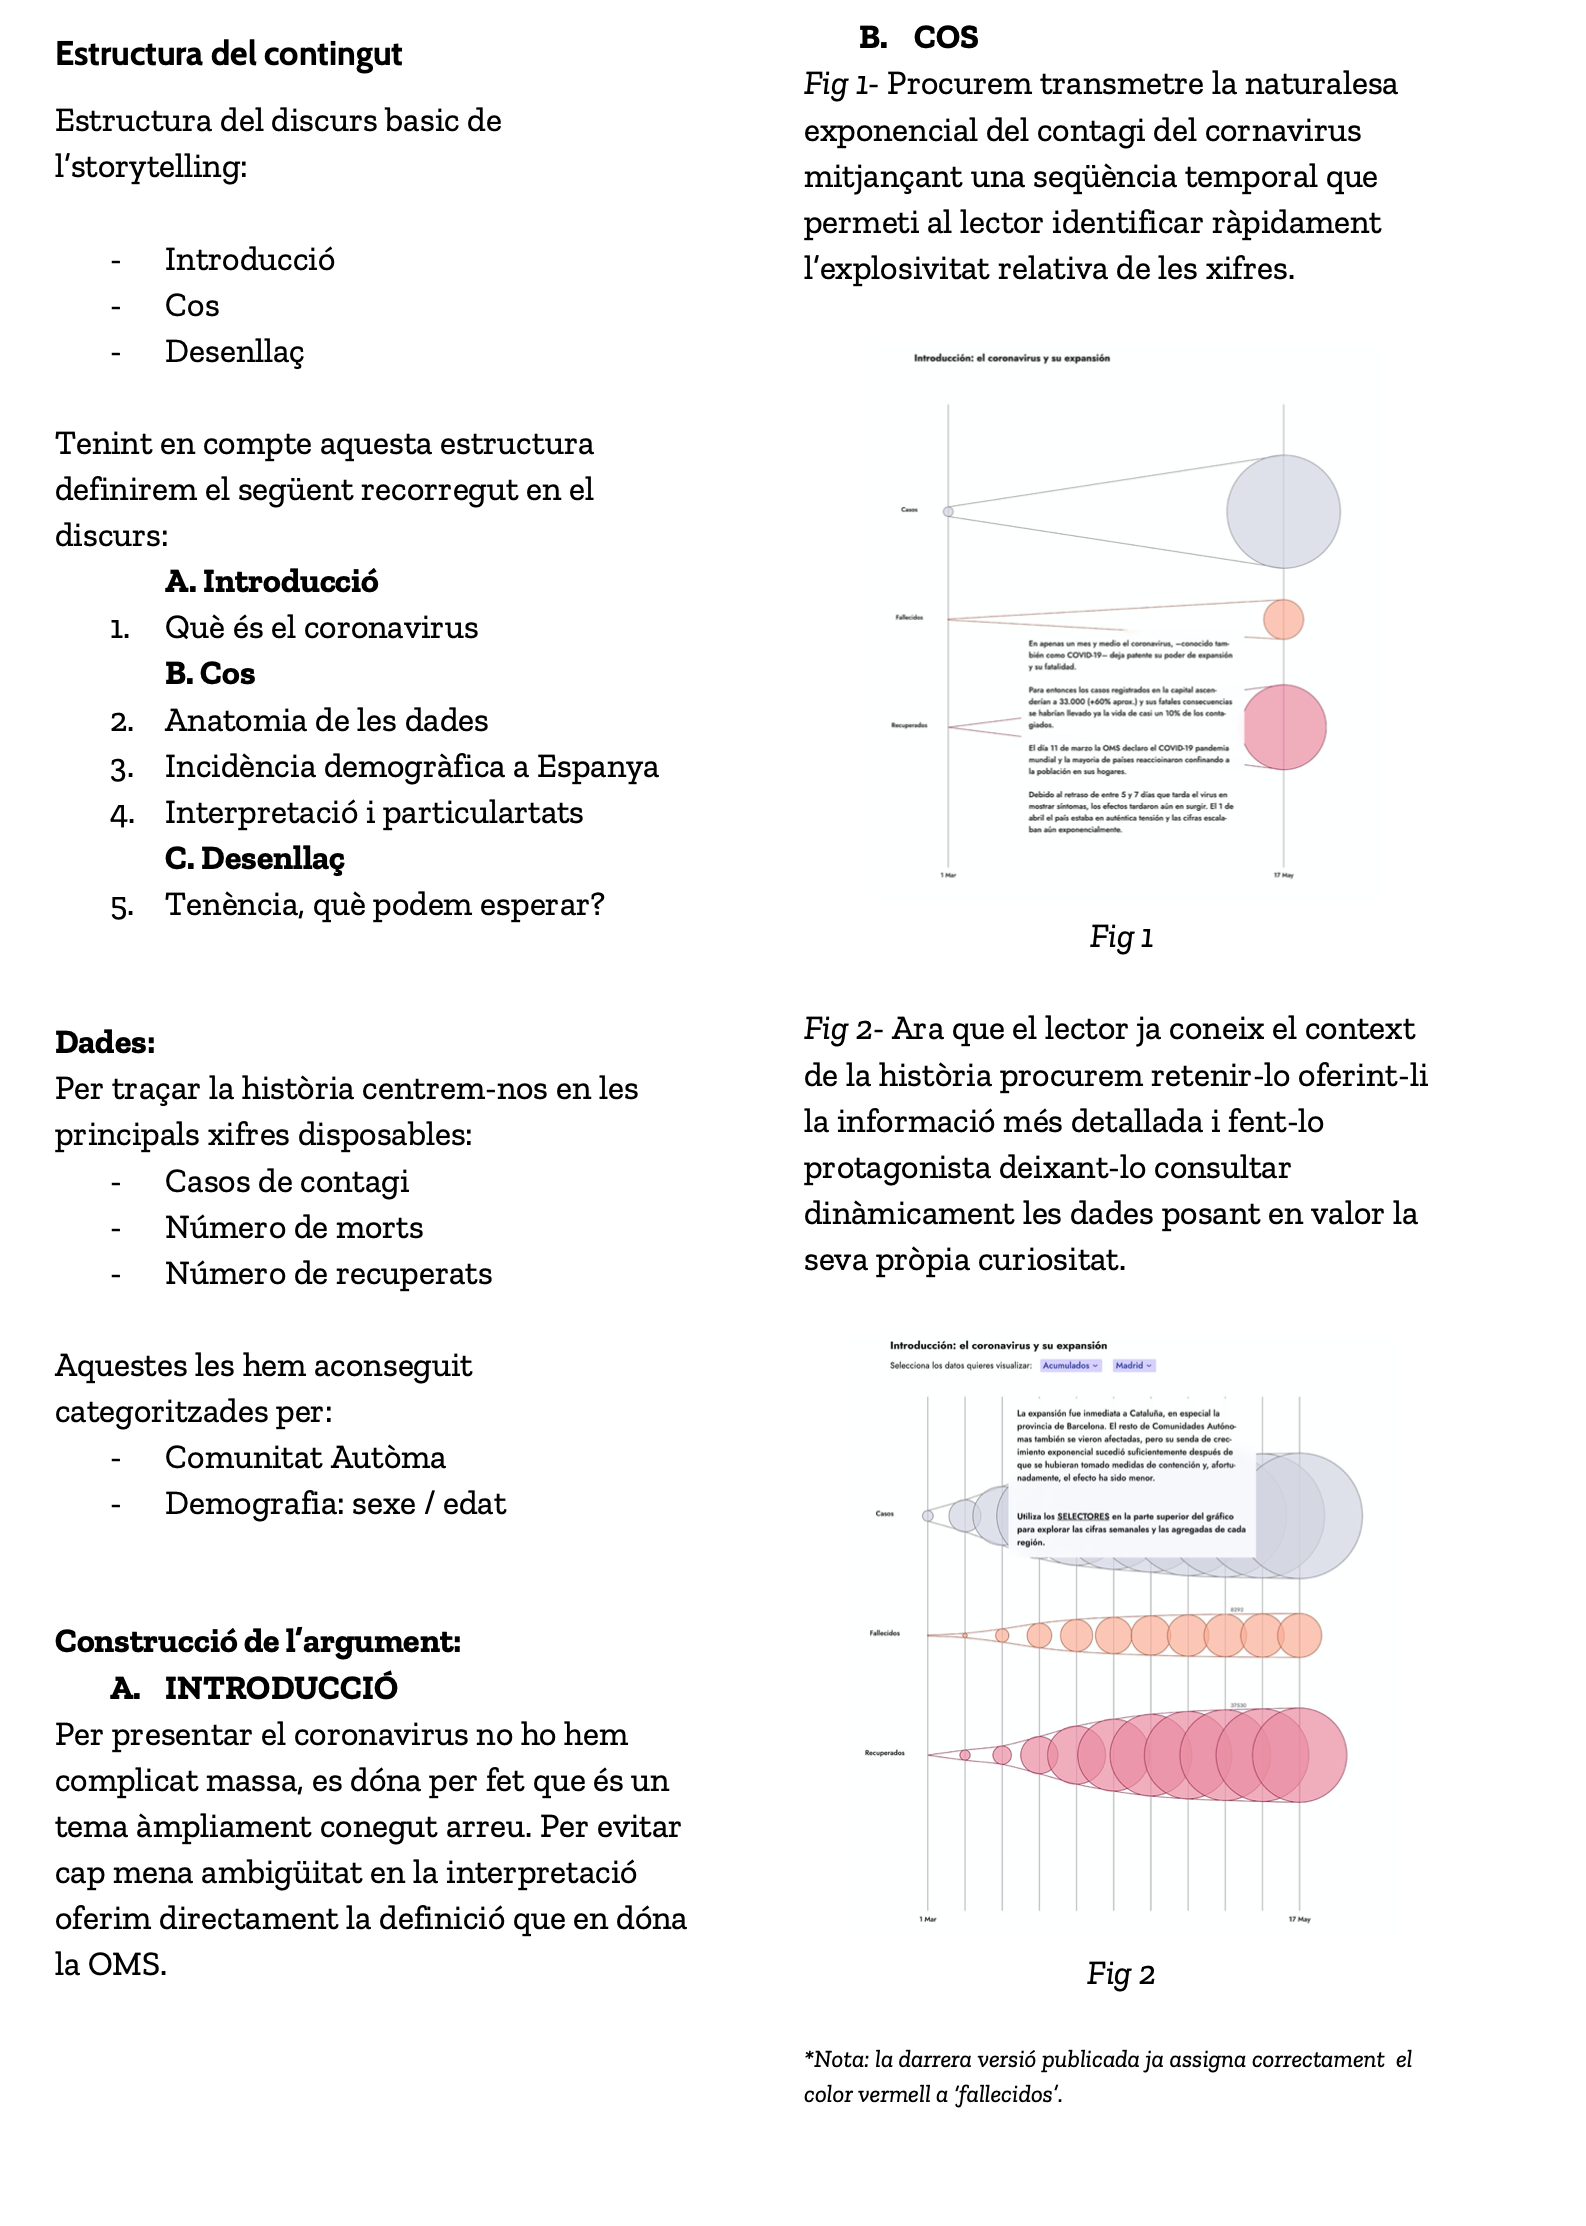 Estructura del contingut
Estructura del discurs basic de
l’storytelling:
- Introducció
- Cos
- Desenllaç
Tenint en compte aquesta estructura
definirem el següent recorregut en el
discurs:
A. Introducció
1. Què és el coronavirus
B. Cos
2. Anatomia de les dades
3. Incidència demogràfica a Espanya
4. Interpretació i particulartats
C. Desenllaç
5. Tenència, què podem esperar?
Dades:
Per traçar la història centrem-nos en les
principals xifres disposables:
- Casos de contagi
- Número de morts
- Número de recuperats
Aquestes les hem aconseguit
categoritzades per:
- Comunitat Autòma
- Demografia: sexe / edat
Construcció de l’argument:
A. INTRODUCCIÓ
Per presentar el coronavirus no ho hem
complicat massa, es dóna per fet que és un
tema àmpliament conegut arreu. Per evitar
cap mena ambigüitat en la interpretació
oferim directament la definició que en dóna
la OMS.
B. COS
Fig 1- Procurem transmetre la naturalesa
exponencial del contagi del cornavirus
mitjançant una seqüència temporal que
permeti al lector identificar ràpidament
l’explosivitat relativa de les xifres.
Introducción: el coronavirus y su expansión
Casos
Fallecidos
En apenas un mes y medio el coronavirus, —conocido tam-
bién como COVID-19— deja patente su poder de expansión
y su fatalidad.
Para entonces los casos registrados en la capital ascen-
derían a 33.000 (+60% aprox.) y sus fatales consecuencias
se habrían llevado ya la vida de casi un 10% de los conta-
giados.
Recuperados
El día 11 de marzo la OMS declaro el COVID-19 pandemia
mundial y la mayoria de países reaccioinaron confinando a
la población en sus hogares.
Debido al retraso de entre 5 y 7 días que tarda el virus en
mostrar síntomas, los efectos tardaron aún en surgir. El 1 de
abril el país estaba en auténtica tensión y las cifras escala-
ban aún exponencialmente.
1 Mar
17 May
Fig 1
Fig 2- Ara que el lector ja coneix el context
de la història procurem retenir-lo oferint-li
la informació més detallada i fent-lo
protagonista deixant-lo consultar
dinàmicament les dades posant en valor la
seva pròpia curiositat.
Introducción: el coronavirus y su expansión
Selecciona los datos quieres visualizar: Acumulados Madrid
La expansión fue inmediata a Cataluña, en especial la
provincia de Barcelona. El resto de Comunidades Autóno-
mas también se vieron afectadas, pero su senda de crec-
imiento exponencial sucedió suficientemente después de
que se hubieran tomado medidas de contención y, afortu-
nadamente, el efecto ha sido menor.
Casos
Utiliza los SELECTORES en la parte superior del gráfico
para explorar las cifras semanales y las agregadas de cada
región.
8292
Fallecidos
37530
Recuperados
1 Mar
17 May
Fig 2
*Nota: la darrera versió publicada ja assigna correctament el
color vermell a ‘fallecidos’.